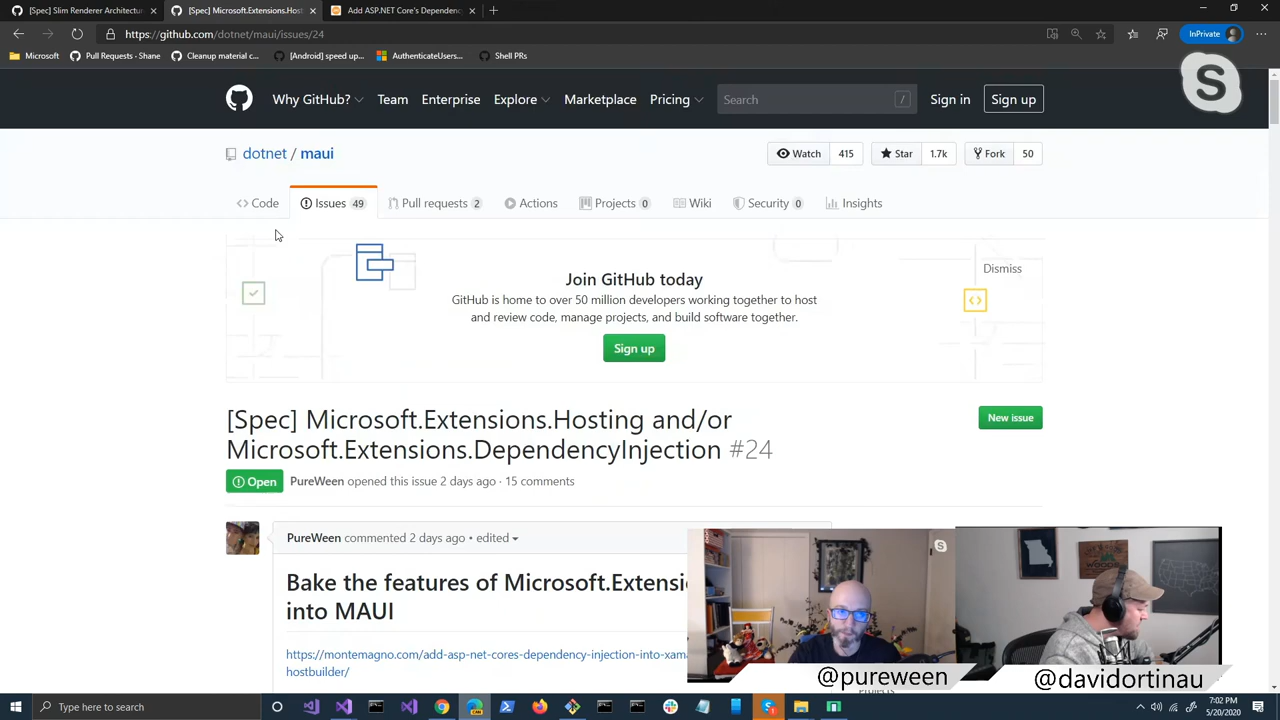 [Spec] Slim Renderer Architectu
[Spec] Microsoft.Extensions.Hos
Add ASP.NET Core's Dependenc
https://github.com/dotnet/maui/issues/24
InPrivate
Microsoft
Pull Requests · Shane
Cleanup material c...
[Android] speed up...
AuthenticateUser...
Shell PRs
Why GitHub?
Team
Enterprise
Explore
Marketplace
Pricing
Search
/
Sign in
Sign up
dotnet / maui
Watch 415
Star 1.7k
Fork 50
Code
Issues 49
Pull requests 2
Actions
Projects 0
Wiki
Security 0
Insights
Join GitHub today
Dismiss
GitHub is home to over 50 million developers working together to host
and review code, manage projects, and build software together.
Sign up
[Spec] Microsoft.Extensions.Hosting and/or
Microsoft.Extensions.DependencyInjection #24
New issue
Open
PureWeen opened this issue 2 days ago · 15 comments
PureWeen commented 2 days ago • edited
Bake the features of Microsoft.Extensi
into MAUI
https://montemagno.com/add-asp-net-cores-dependency-injection-into-xama
hostbuilder/
WOODS
@pureween
@davidortinau
Projects
Type here to search
7:02 PM
5/20/2020